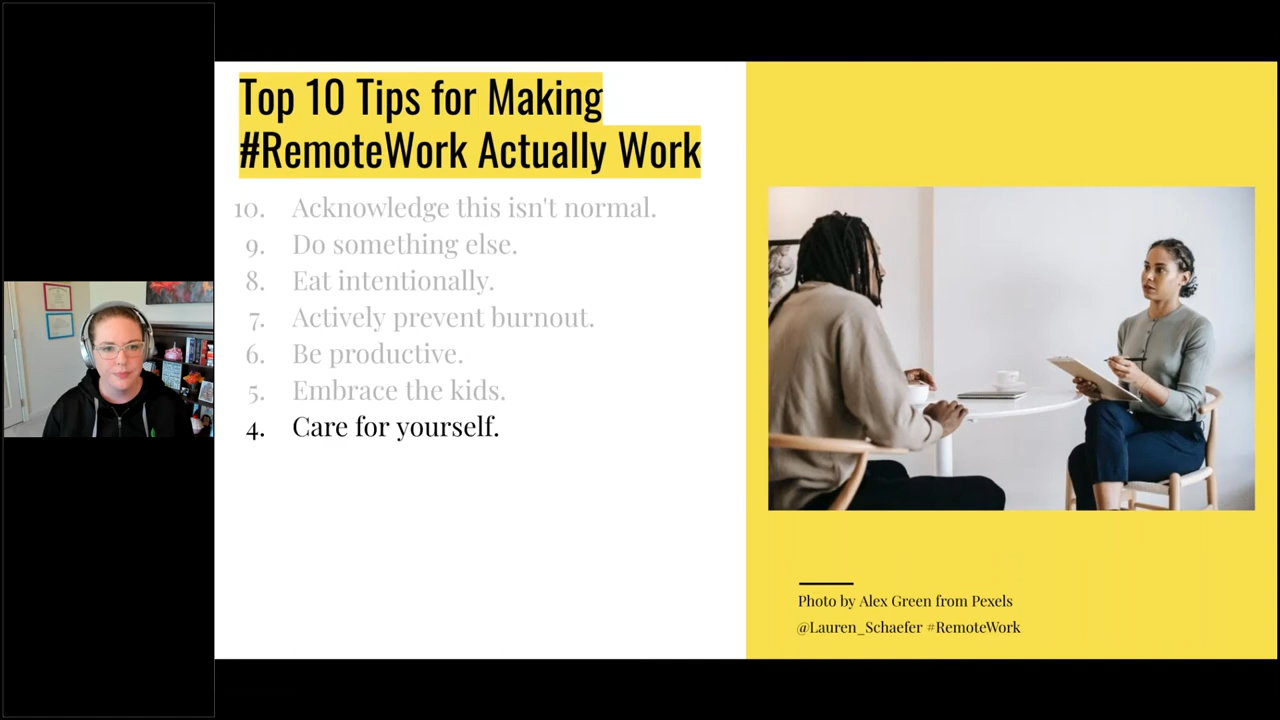 Top 10 Tips for Making
#RemoteWork Actually Work
10. Acknowledge this isn't normal.
9. Do something else.
8. Eat intentionally.
7. Actively prevent burnout.
6. Be productive.
5. Embrace the kids.
4. Care for yourself.
Photo by Alex Green from Pexels
@Lauren_Schaefer #RemoteWork